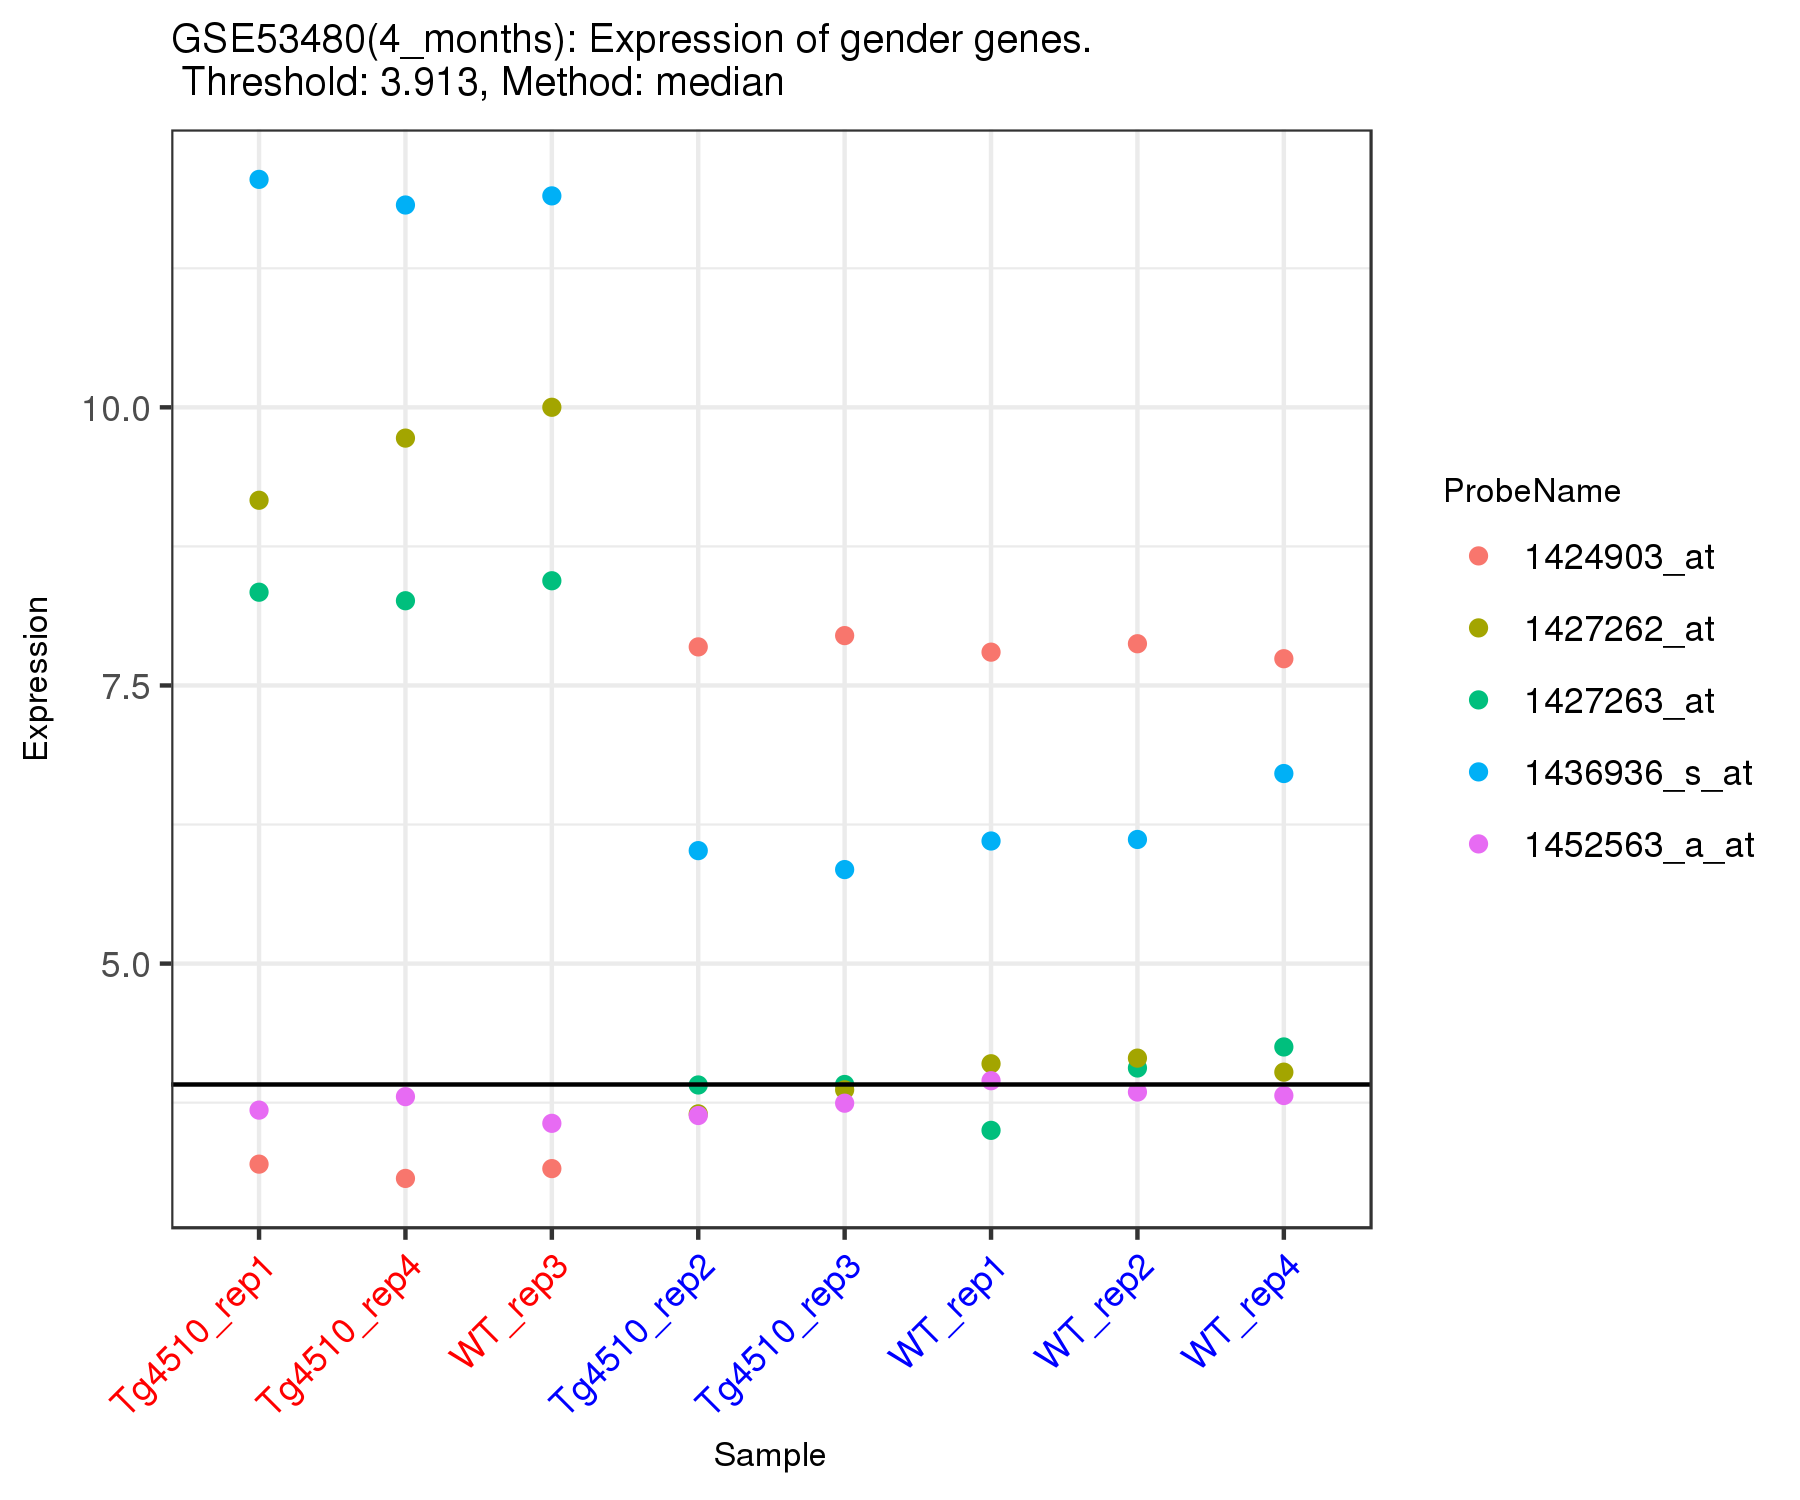 GSE53480(4_months): Expression of gender genes.
Threshold: 3.913, Method: median
Expression
10.0
7.5
5.0
Tg4510_rep1
Tg4510_rep4
WT_rep3
Tg4510_rep2
Tg4510_rep3
WT_rep1
WT_rep2
WT_rep4
Sample
ProbeName
1424903_at
1427262_at
1427263_at
1436936_s_at
1452563_a_at